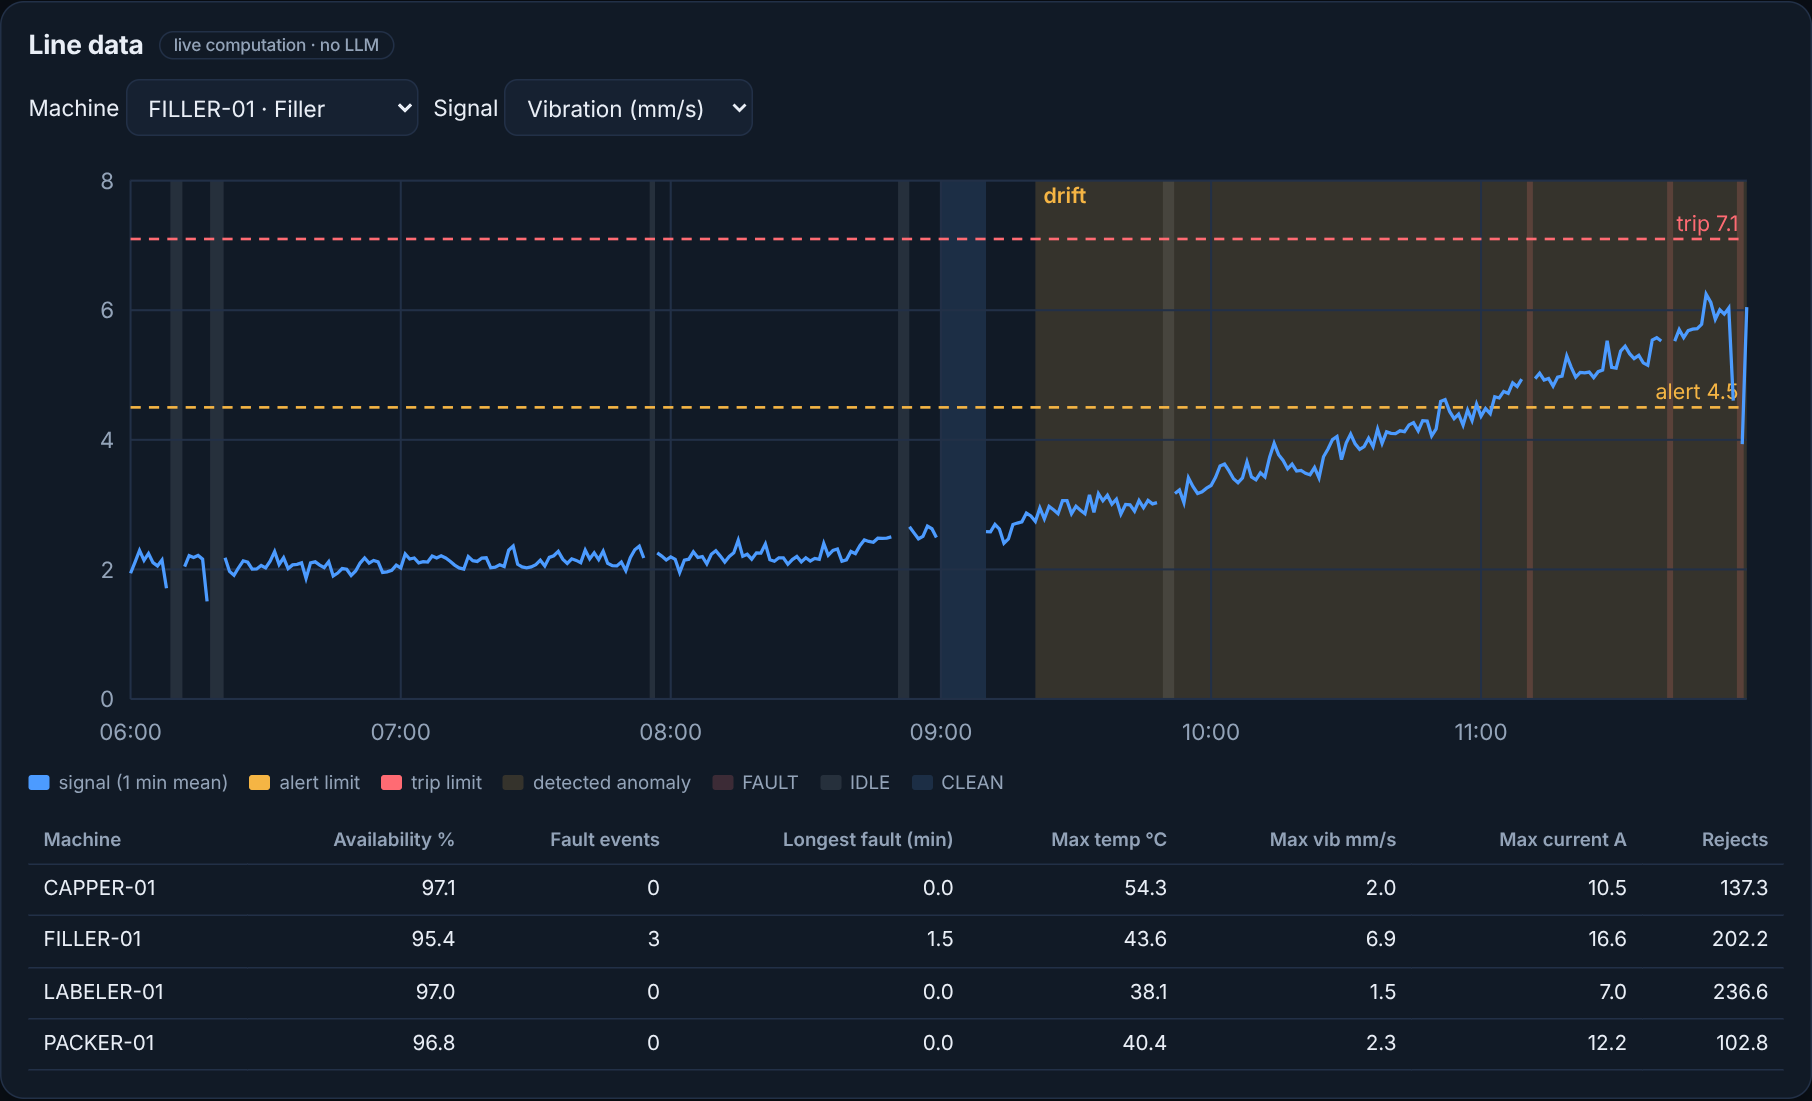 Line data live computation · no LLM
Machine FILLER-01 · Filler Signal Vibration (mm/s)
8
drift
trip 7.1
6
alert 4.5
4
2
0
06:00 07:00 08:00 09:00 10:00 11:00
signal (1 min mean) alert limit trip limit detected anomaly FAULT IDLE CLEAN
Machine Availability % Fault events Longest fault (min) Max temp °C Max vib mm/s Max current A Rejects
CAPPER-01 97.1 0 0.0 54.3 2.0 10.5 137.3
FILLER-01 95.4 3 1.5 43.6 6.9 16.6 202.2
LABELER-01 97.0 0 0.0 38.1 1.5 7.0 236.6
PACKER-01 96.8 0 0.0 40.4 2.3 12.2 102.8